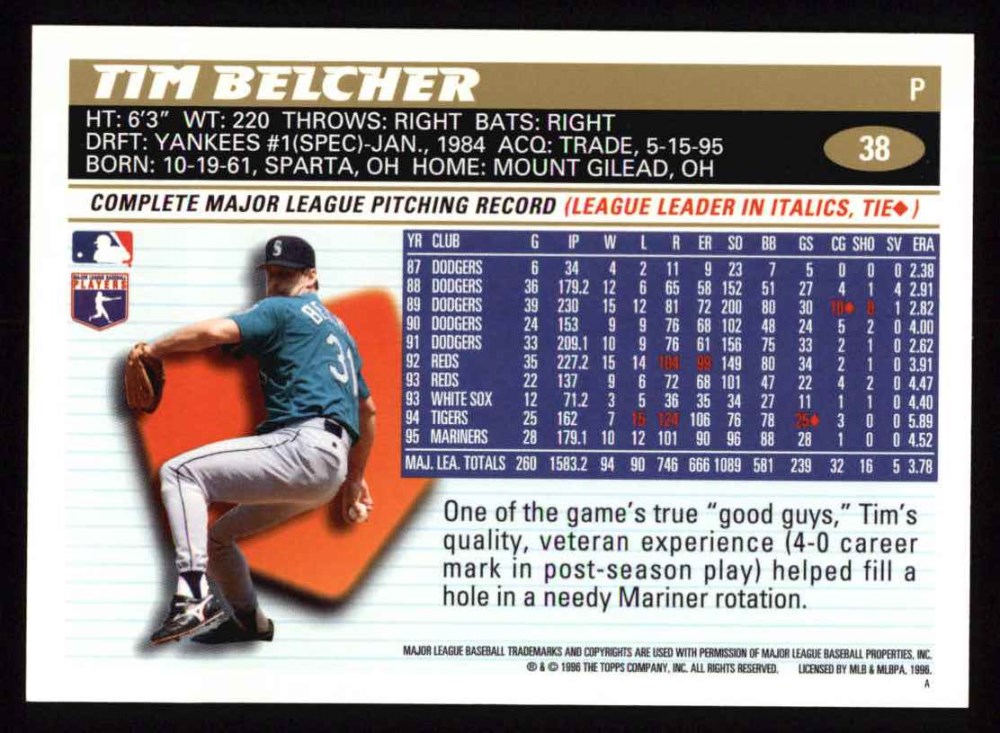 TIM BELCHER P
HT: 6'3" WT: 220 THROWS: RIGHT BATS: RIGHT
DRFT: YANKEES #1(SPEC)-JAN., 1984 ACQ: TRADE, 5-15-95
BORN: 10-19-61, SPARTA, OH HOME: MOUNT GILEAD, OH
38
COMPLETE MAJOR LEAGUE PITCHING RECORD (LEAGUE LEADER IN ITALICS, TIE♦)
YR CLUB G IP W L R ER SO BB GS CG SHO SV ERA
87 DODGERS 6 34 4 2 11 9 23 7 5 0 0 0 2.38
88 DODGERS 36 179.2 12 6 65 58 152 51 27 4 1 4 2.91
89 DODGERS 39 230 15 12 81 72 200 80 30 10♦ 8 1 2.82
90 DODGERS 24 153 9 9 76 68 102 48 24 5 2 0 4.00
91 DODGERS 33 209.1 10 9 76 61 156 75 33 2 1 0 2.62
92 REDS 35 227.2 15 14 104 99 149 80 34 2 1 0 3.91
93 REDS 22 137 9 6 72 68 101 47 22 4 2 0 4.47
93 WHITE SOX 12 71.2 3 5 36 35 34 27 11 1 1 0 4.40
94 TIGERS 25 162 7 15 124 106 76 78 25♦ 3 0 0 5.89
95 MARINERS 28 179.1 10 12 101 90 96 88 28 1 0 0 4.52
MAJ. LEA. TOTALS 260 1583.2 94 90 746 666 1089 581 239 32 16 5 3.78
MAJOR LEAGUE BASEBALL
PLAYERS
S
BE
31
One of the game's true "good guys," Tim's
quality, veteran experience (4-0 career
mark in post-season play) helped fill a
hole in a needy Mariner rotation.
MAJOR LEAGUE BASEBALL TRADEMARKS AND COPYRIGHTS ARE USED WITH PERMISSION OF MAJOR LEAGUE BASEBALL PROPERTIES, INC.
® & © 1996 THE TOPPS COMPANY, INC. ALL RIGHTS RESERVED. LICENSED BY MLB & MLBPA, 1996.
A